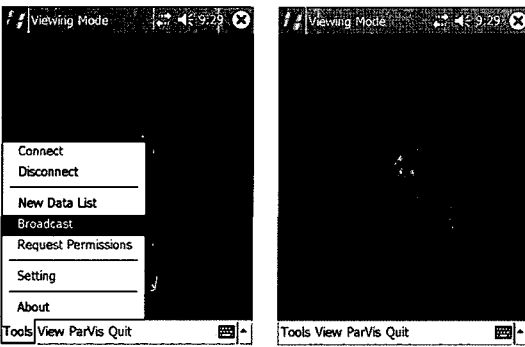 Viewing Mode 9:29
Connect
Disconnect
New Data List
Broadcast
Request Permissions
Setting
About
Tools View ParVis Quit
Viewing Mode 9:29
Tools View ParVis Quit